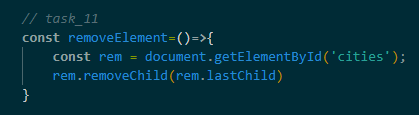 // task_11
const removeElement=()=>{
    const rem = document.getElementById('cities');
    rem.removeChild(rem.lastChild)
}